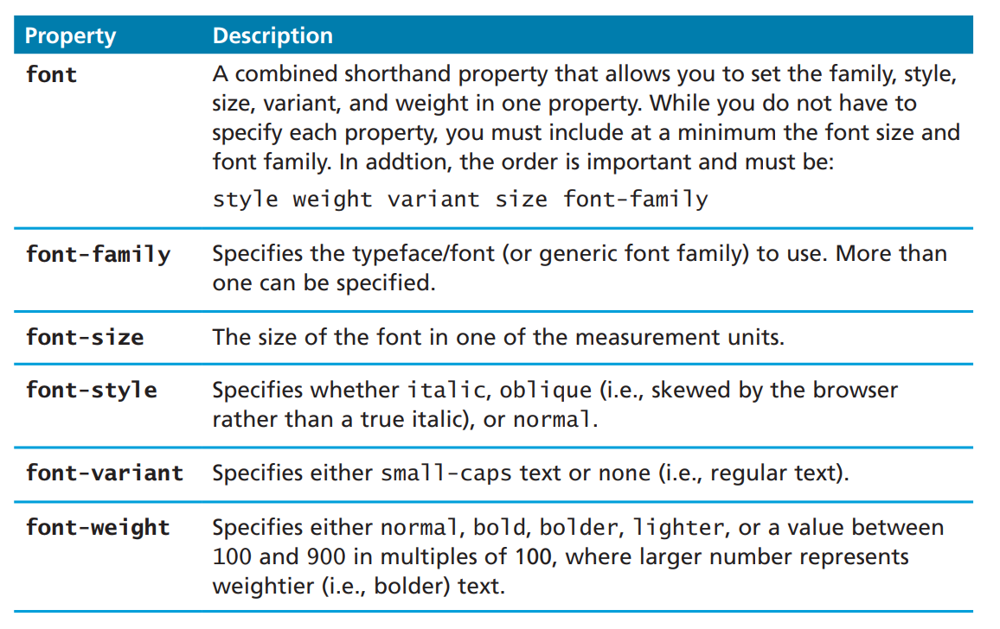 Property Description
font A combined shorthand property that allows you to set the family, style,
size, variant, and weight in one property. While you do not have to
specify each property, you must include at a minimum the font size and
font family. In addtion, the order is important and must be:
style weight variant size font-family
font-family Specifies the typeface/font (or generic font family) to use. More than
one can be specified.
font-size The size of the font in one of the measurement units.
font-style Specifies whether italic, oblique (i.e., skewed by the browser
rather than a true italic), or normal.
font-variant Specifies either small-caps text or none (i.e., regular text).
font-weight Specifies either normal, bold, bolder, lighter, or a value between
100 and 900 in multiples of 100, where larger number represents
weightier (i.e., bolder) text.